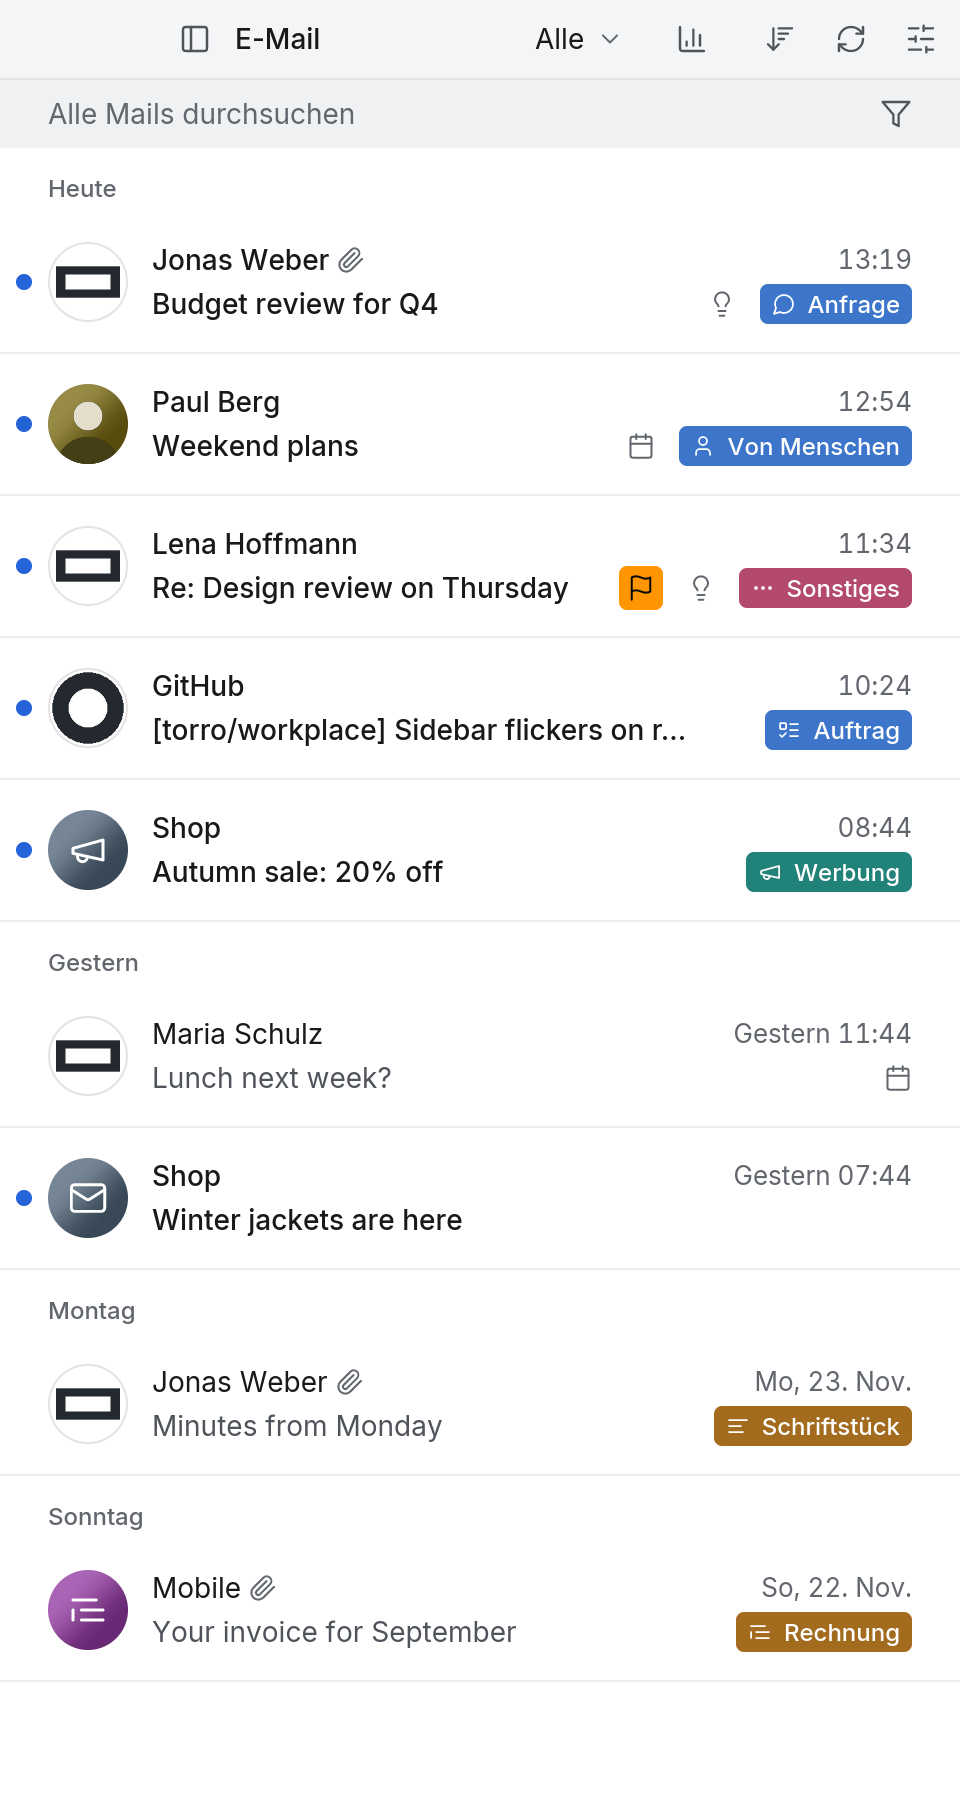 E-Mail
Alle
Alle Mails durchsuchen
Heute
Jonas Weber 13:19
Budget review for Q4 Anfrage
Paul Berg 12:54
Weekend plans Von Menschen
Lena Hoffmann 11:34
Re: Design review on Thursday Sonstiges
GitHub 10:24
[torro/workplace] Sidebar flickers on r... Auftrag
Shop 08:44
Autumn sale: 20% off Werbung
Gestern
Maria Schulz Gestern 11:44
Lunch next week?
Shop Gestern 07:44
Winter jackets are here
Montag
Jonas Weber Mo, 23. Nov.
Minutes from Monday Schriftstück
Sonntag
Mobile So, 22. Nov.
Your invoice for September Rechnung